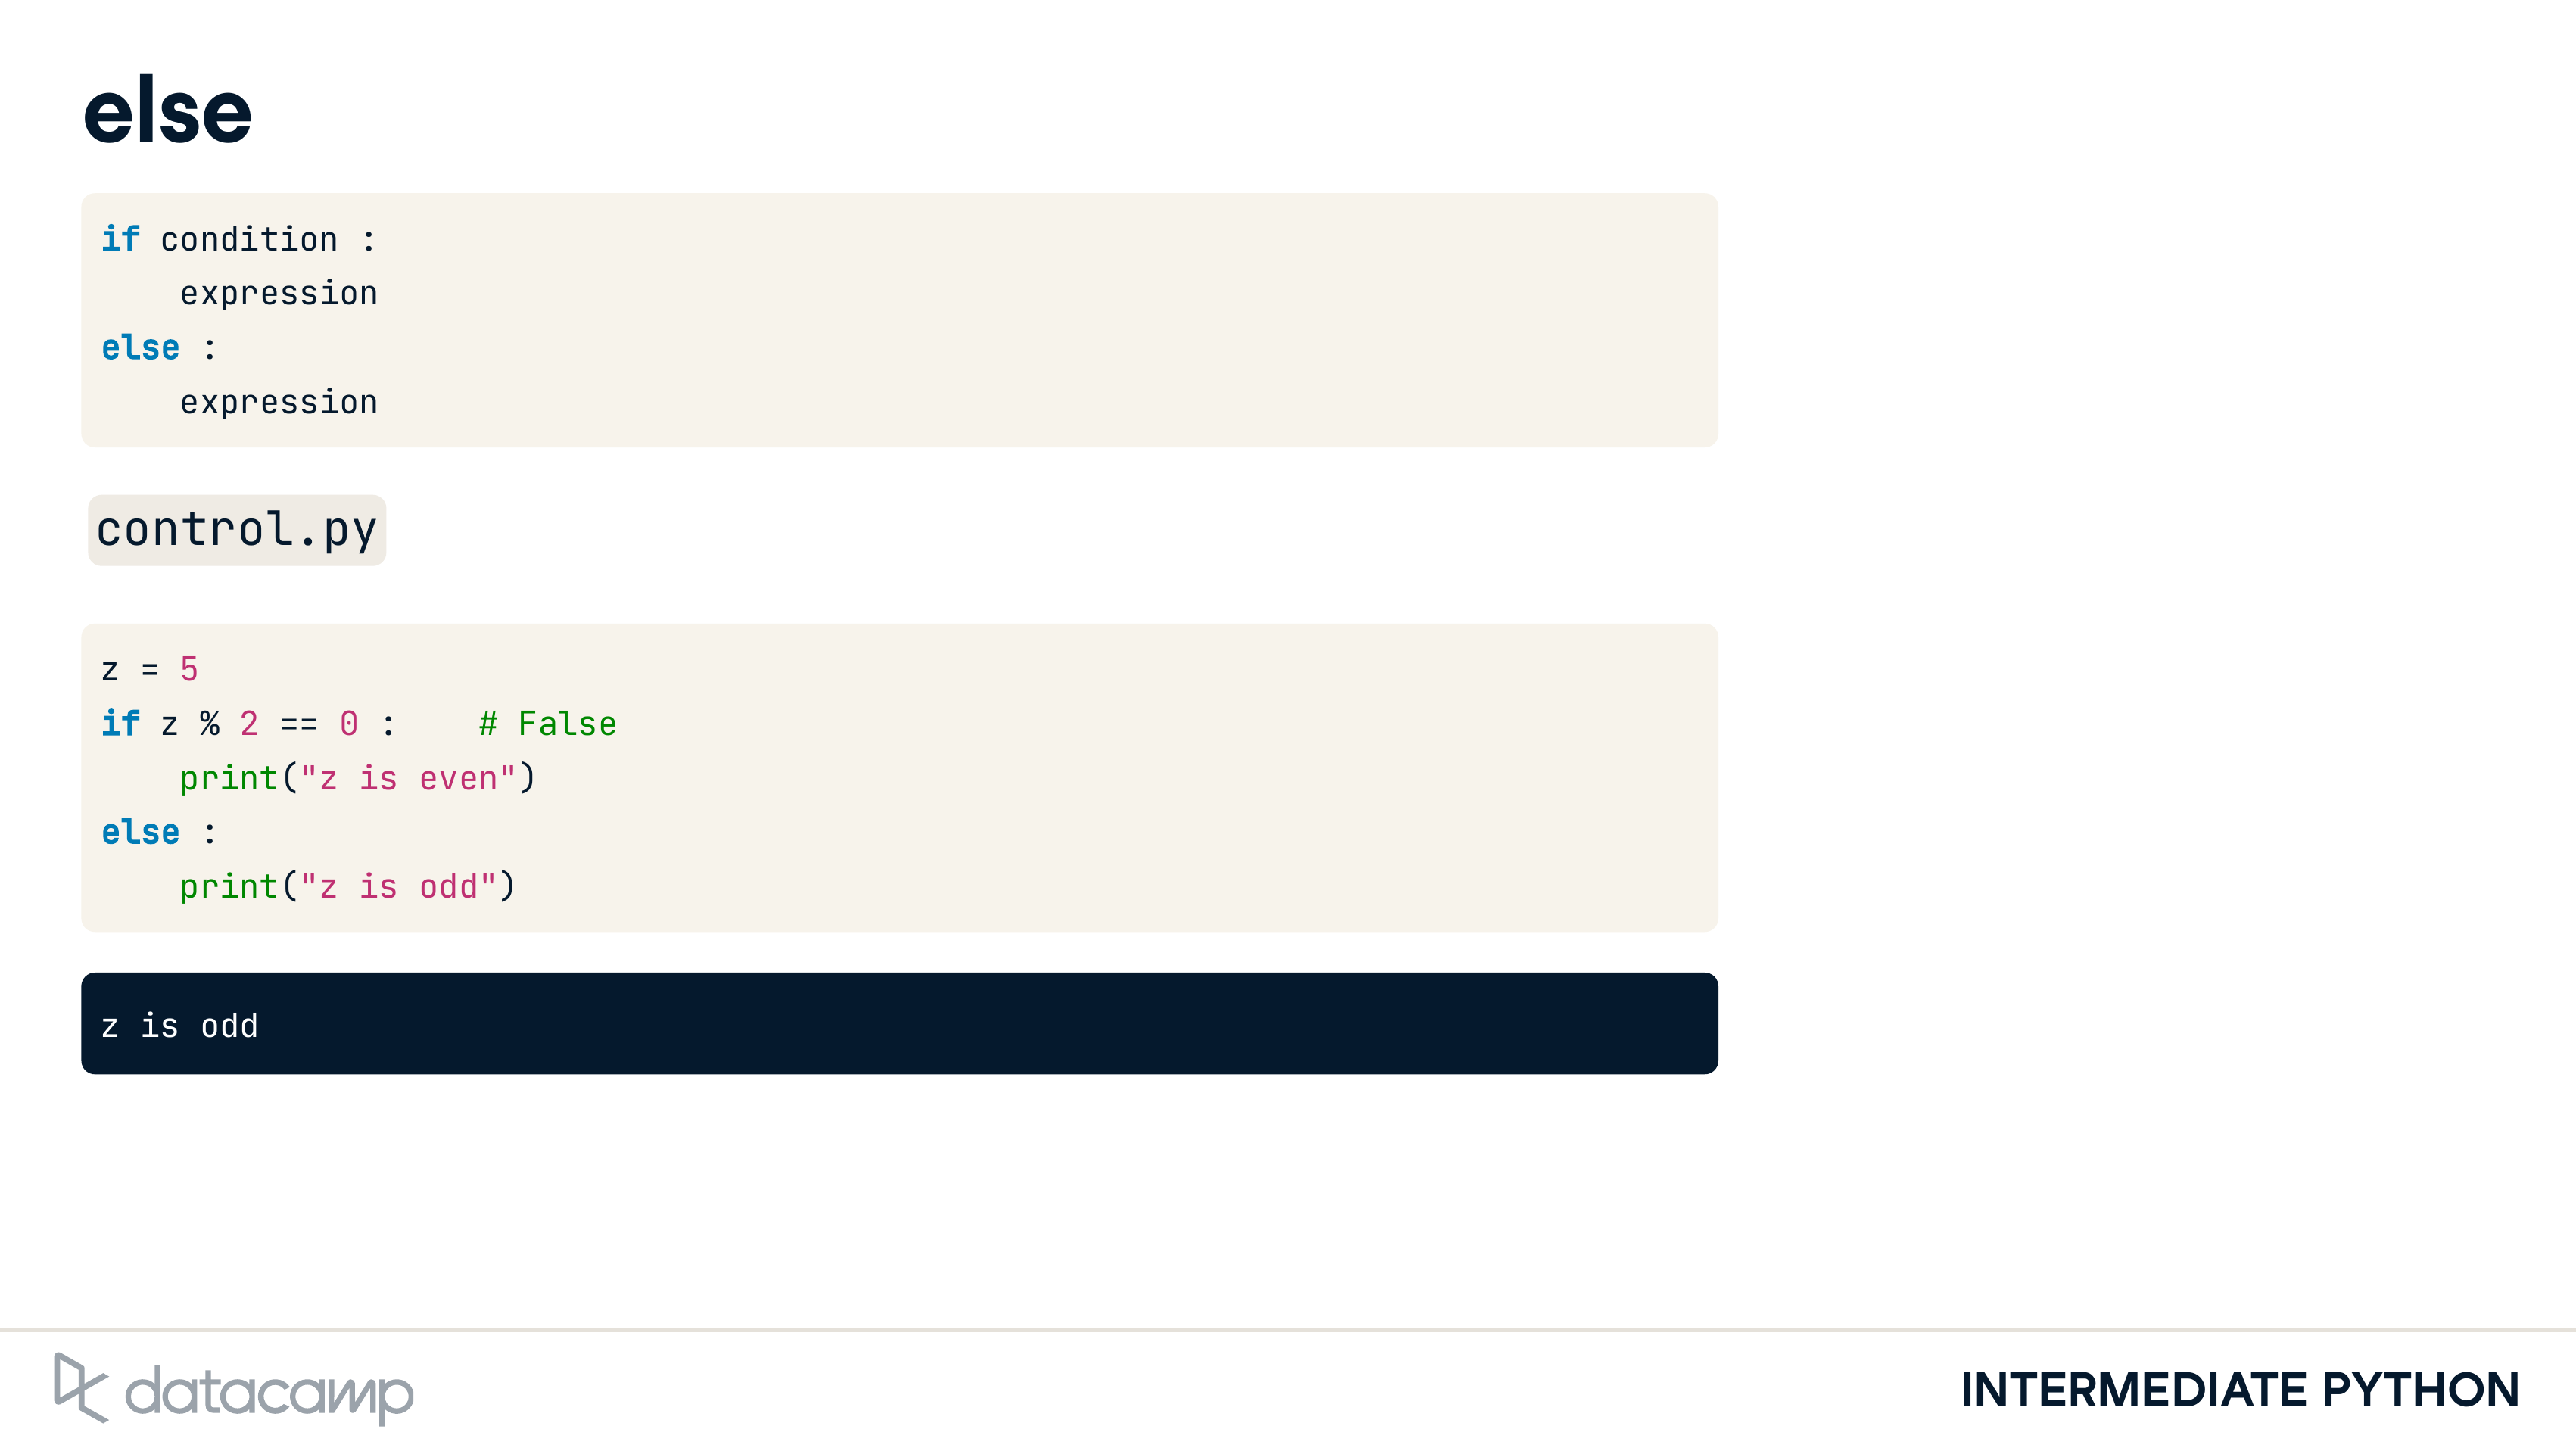 else
if condition :
    expression
else :
    expression
control.py
z = 5
if z % 2 == 0 :    # False
    print("z is even")
else :
    print("z is odd")
z is odd
datacamp
INTERMEDIATE PYTHON